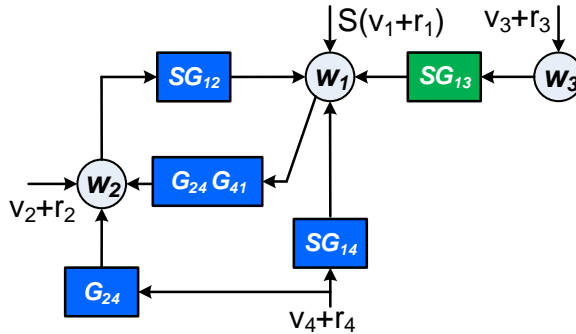 S(v₁+r₁)
v₃+r₃
SG₁₂
w₁
SG₁₃
w₃
w₂
G₂₄ G₄₁
v₂+r₂
SG₁₄
G₂₄
v₄+r₄